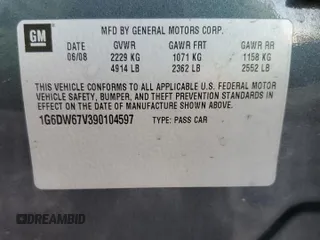 GM
MFD BY GENERAL MOTORS CORP.
DATE GVWR GAWR FRT GAWR RR
06/08 2229 KG 1071 KG 1158 KG
4914 LB 2362 LB 2552 LB
THIS VEHICLE CONFORMS TO ALL APPLICABLE U.S. FEDERAL MOTOR
VEHICLE SAFETY, BUMPER, AND THEFT PREVENTION STANDARDS IN
EFFECT ON THE DATE OF MANUFACTURE SHOWN ABOVE.
1G6DW67V390104597 TYPE: PASS CAR
DREAMBID